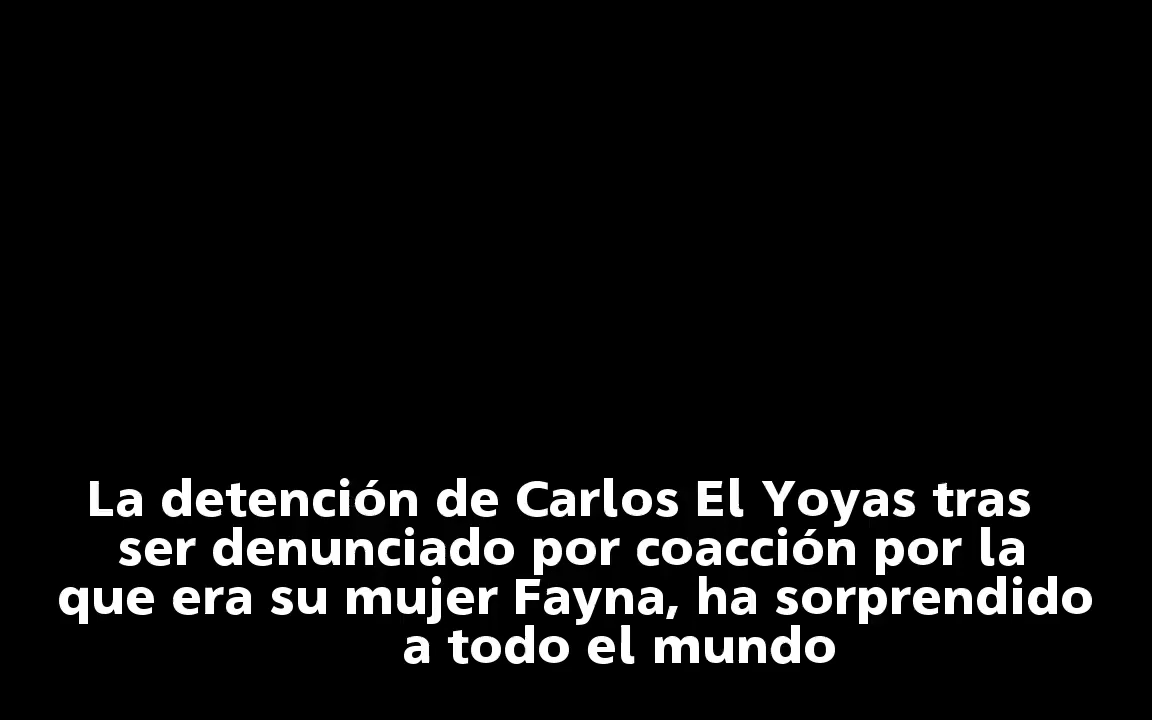 La detención de Carlos El Yoyas tras
ser denunciado por coacción por la
que era su mujer Fayna, ha sorprendido
a todo el mundo